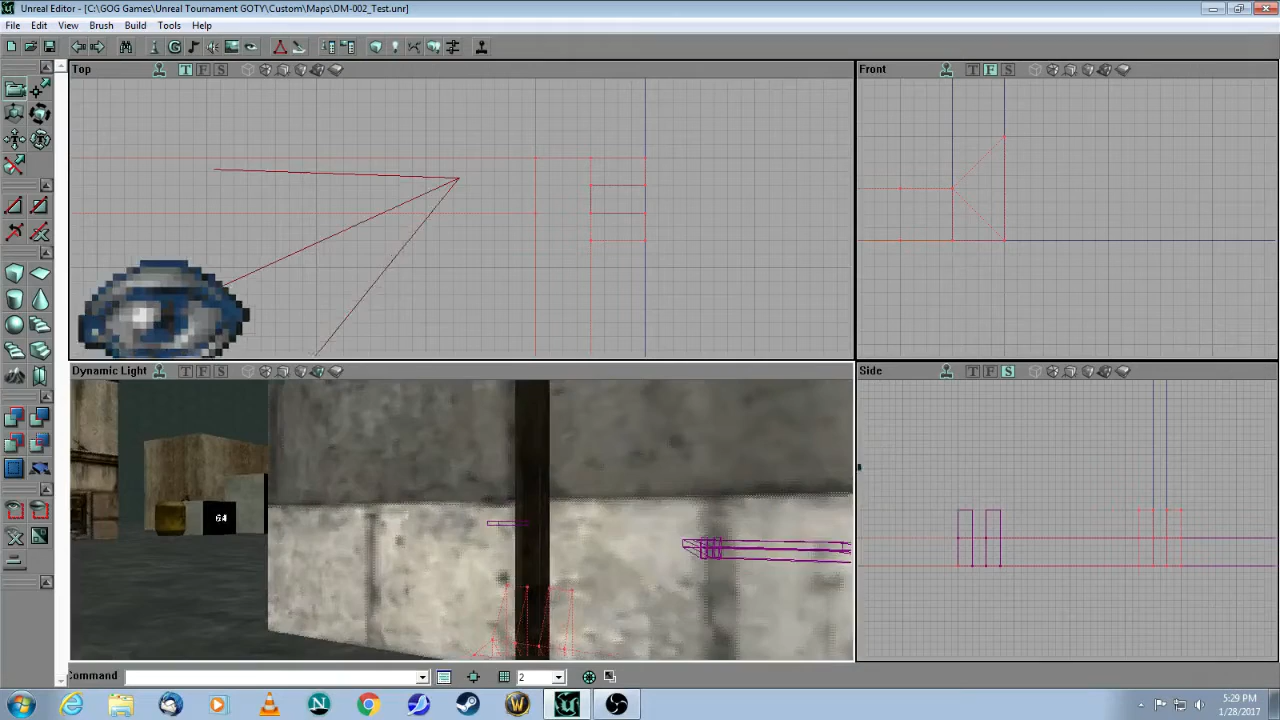 Unreal Editor - [C:\GOG Games\Unreal Tournament GOTY\Custom\Maps\DM-002_Test.unr]
File Edit View Brush Build Tools Help
Top T F S
Front T F S
Dynamic Light T F S
Side T F S
64
Command 2
5:29 PM
1/28/2017